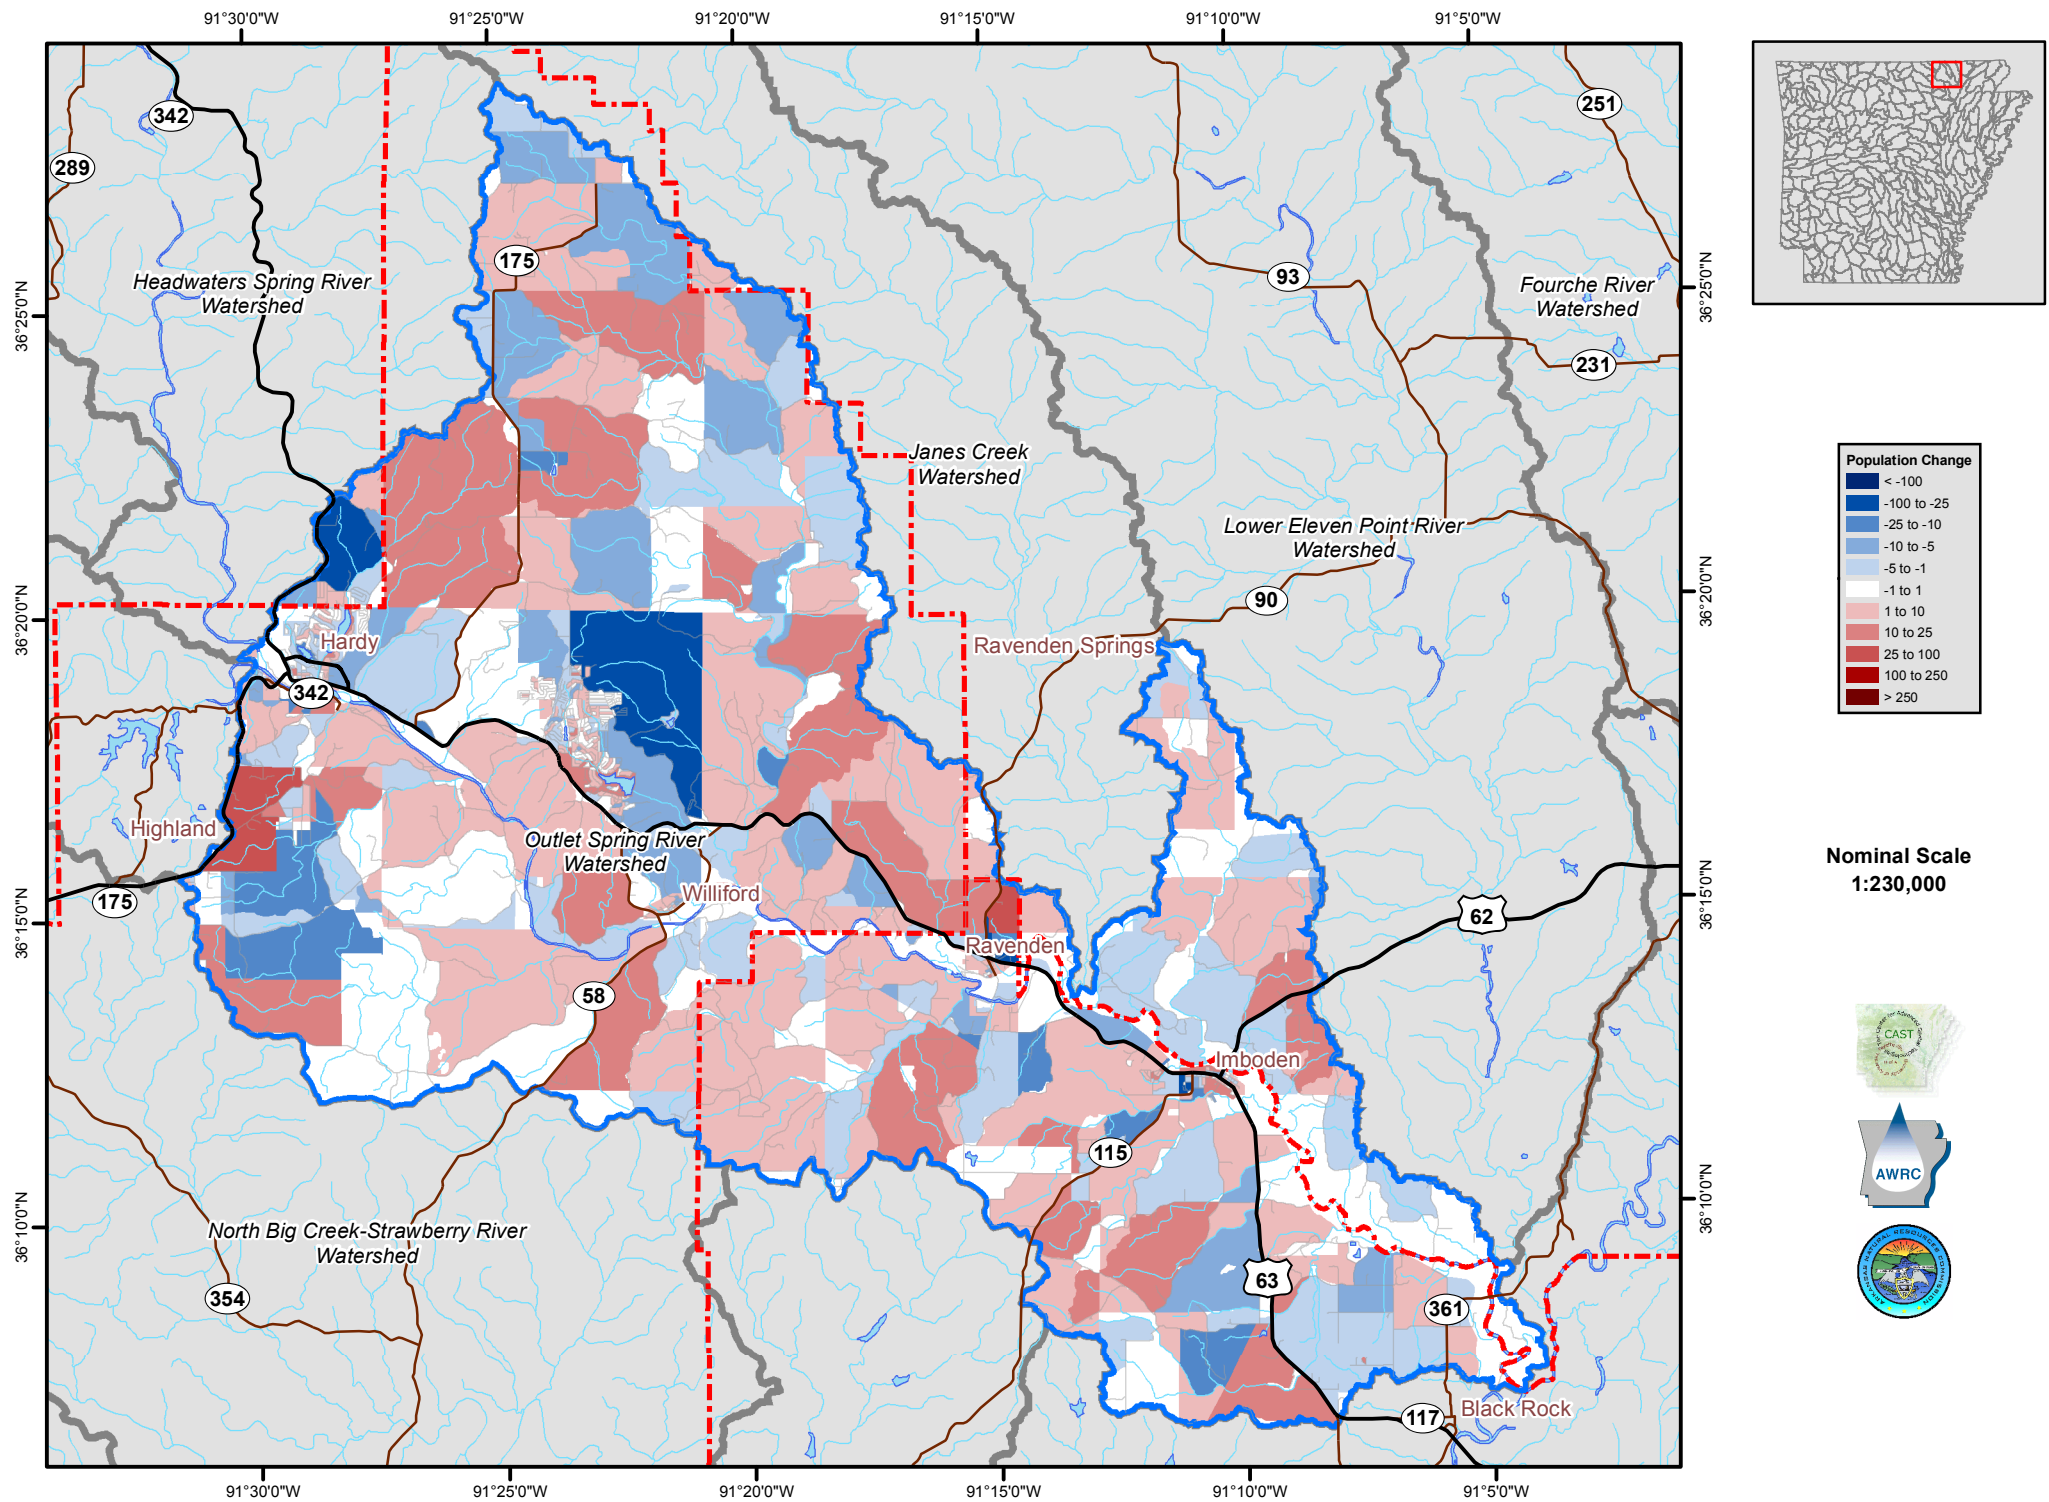 91°30'0"W 91°25'0"W 91°20'0"W 91°15'0"W 91°10'0"W 91°5'0"W
342
251
289
175
93
Headwaters Spring River
Watershed
Fourche River
Watershed
36°25'0"N
36°25'0"N
231
Janes Creek
Watershed
Population Change
< -100
-100 to -25
-25 to -10
-10 to -5
-5 to -1
-1 to 1
1 to 10
10 to 25
25 to 100
100 to 250
> 250
Lower Eleven Point River
Watershed
90
36°20'0"N
36°20'0"N
Hardy
Ravenden Springs
342
Highland
Outlet Spring River
Watershed
Nominal Scale
1:230,000
175
Williford
62
36°15'0"N
36°15'0"N
Ravenden
58
CAST
Imboden
115
AWRC
36°10'0"N
36°10'0"N
North Big Creek-Strawberry River
Watershed
63
354
361
ARKANSAS NATURAL RESOURCES COMMISSION
117
Black Rock
91°30'0"W 91°25'0"W 91°20'0"W 91°15'0"W 91°10'0"W 91°5'0"W